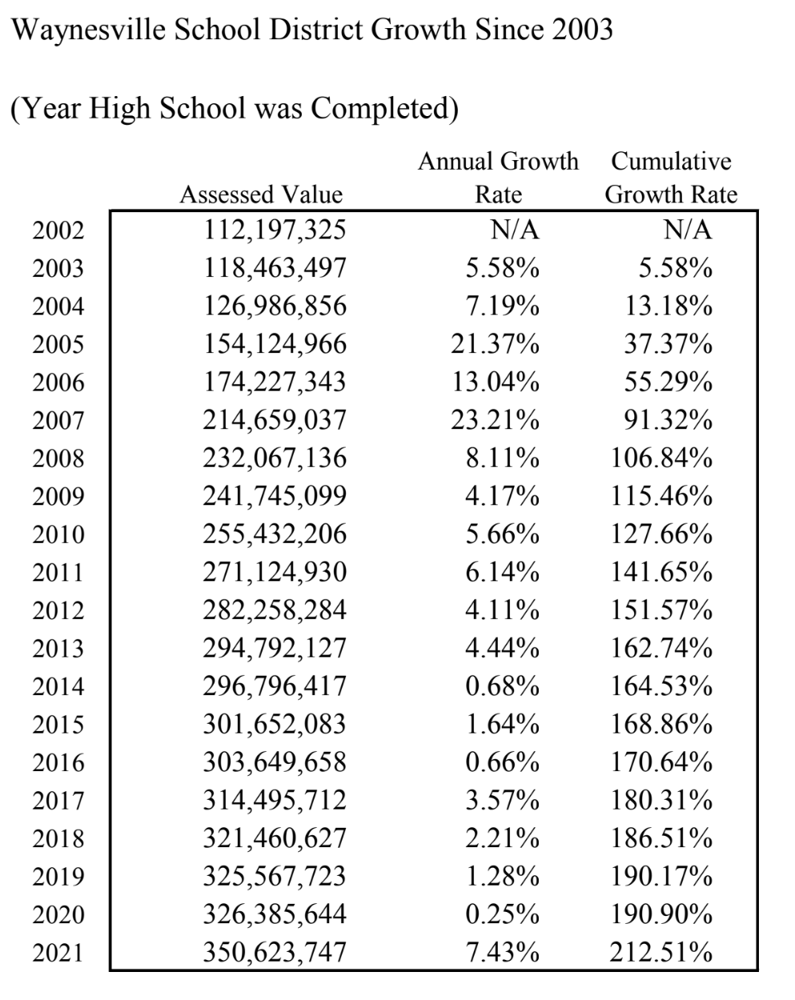 Waynesville School District Growth Since 2003
(Year High School was Completed)
Annual Growth Cumulative
Assessed Value Rate Growth Rate
2002 112,197,325 N/A N/A
2003 118,463,497 5.58% 5.58%
2004 126,986,856 7.19% 13.18%
2005 154,124,966 21.37% 37.37%
2006 174,227,343 13.04% 55.29%
2007 214,659,037 23.21% 91.32%
2008 232,067,136 8.11% 106.84%
2009 241,745,099 4.17% 115.46%
2010 255,432,206 5.66% 127.66%
2011 271,124,930 6.14% 141.65%
2012 282,258,284 4.11% 151.57%
2013 294,792,127 4.44% 162.74%
2014 296,796,417 0.68% 164.53%
2015 301,652,083 1.64% 168.86%
2016 303,649,658 0.66% 170.64%
2017 314,495,712 3.57% 180.31%
2018 321,460,627 2.21% 186.51%
2019 325,567,723 1.28% 190.17%
2020 326,385,644 0.25% 190.90%
2021 350,623,747 7.43% 212.51%